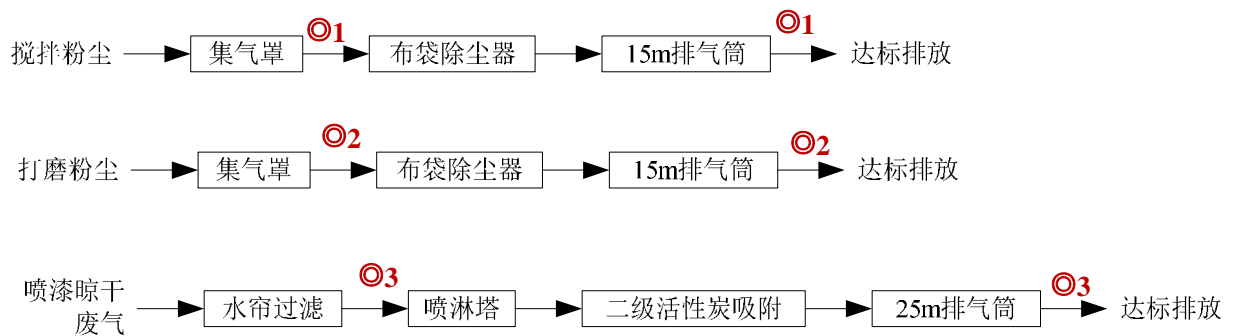 搅拌粉尘 集气罩 ◎1 布袋除尘器 15m排气筒 ◎1 达标排放
打磨粉尘 集气罩 ◎2 布袋除尘器 15m排气筒 ◎2 达标排放
喷漆晾干
废气 水帘过滤 ◎3 喷淋塔 二级活性炭吸附 25m排气筒 ◎3 达标排放